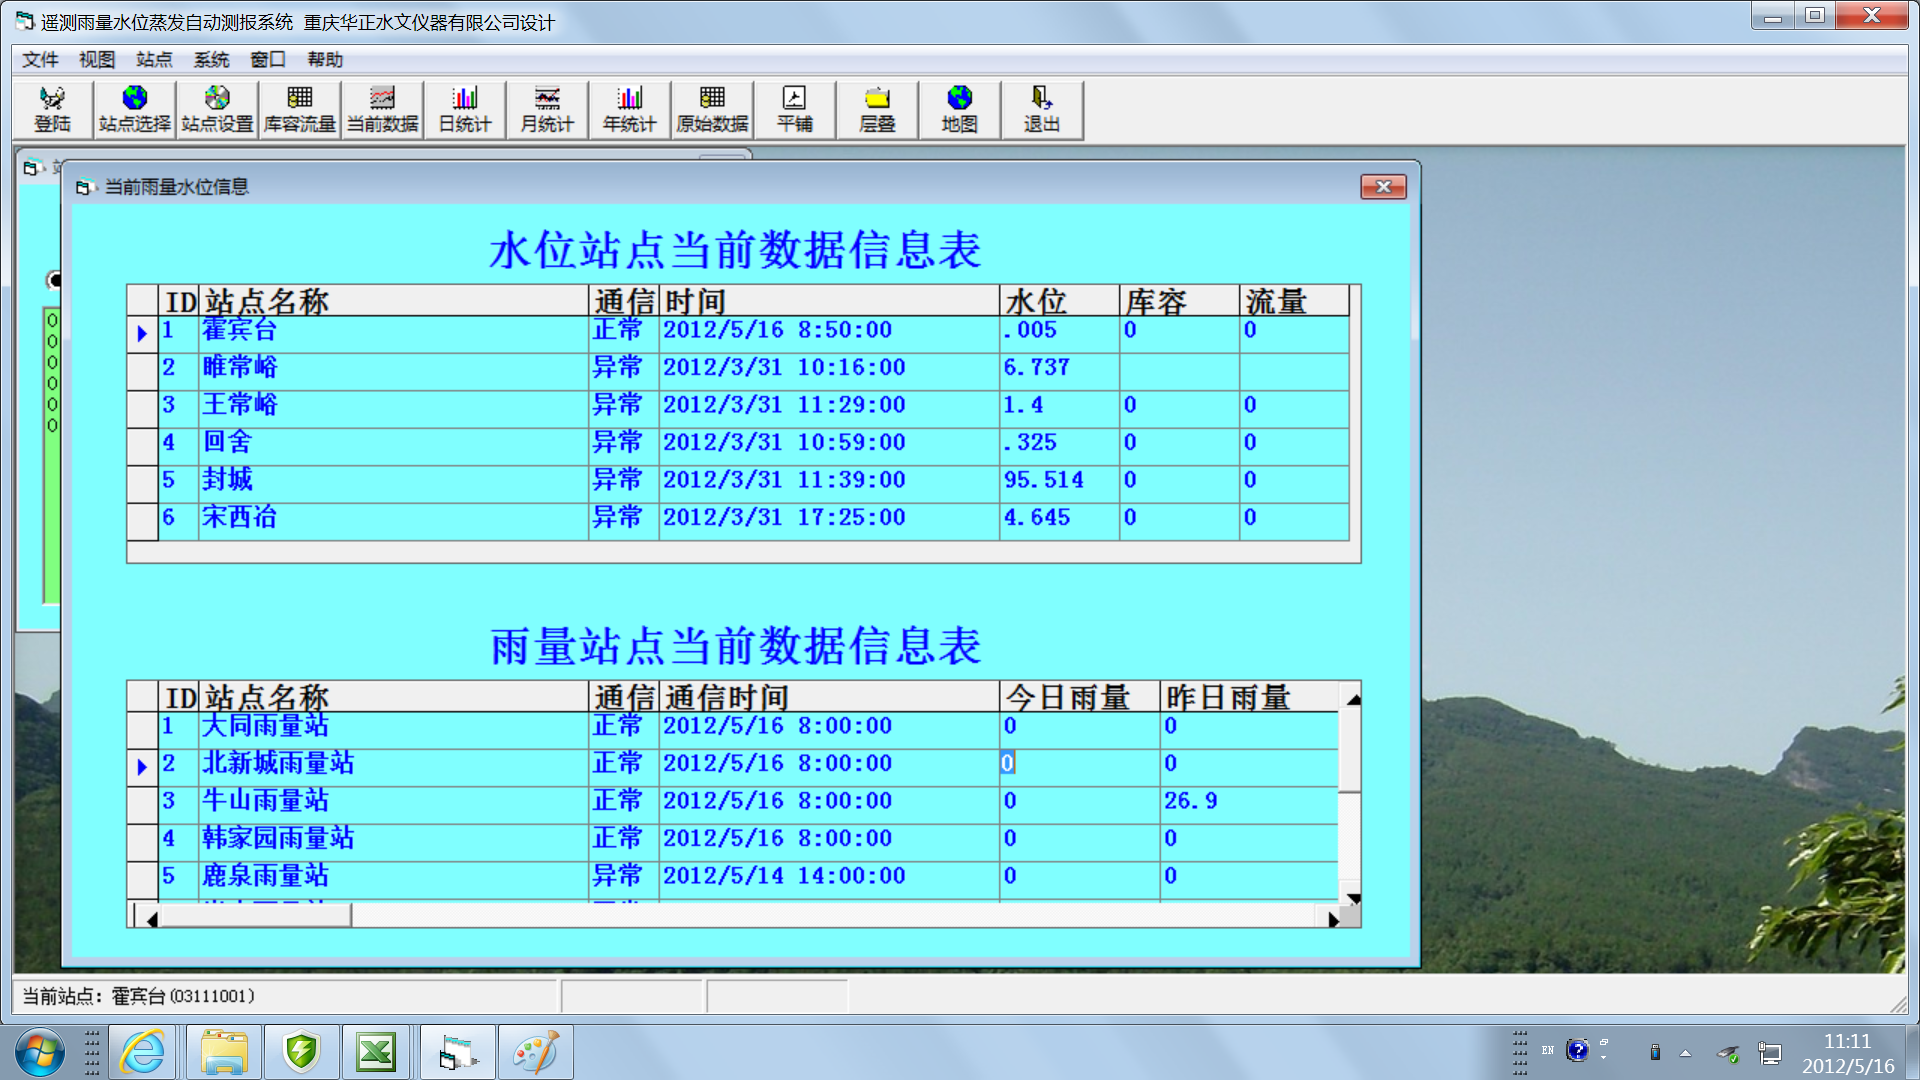 遥测雨量水位蒸发自动测报系统 重庆华正水文仪器有限公司设计
文件 视图 站点 系统 窗口 帮助
登陆 站点选择 站点设置 库容流量 当前数据 日统计 月统计 年统计 原始数据 平铺 层叠 地图 退出
当前雨量水位信息
水位站点当前数据信息表
ID 站点名称 通信 时间 水位 库容 流量
1 霍宾台 正常 2012/5/16 8:50:00 .005 0 0
2 睢常峪 异常 2012/3/31 10:16:00 6.737
3 王常峪 异常 2012/3/31 11:29:00 1.4 0 0
4 回舍 异常 2012/3/31 10:59:00 .325 0 0
5 封城 异常 2012/3/31 11:39:00 95.514 0 0
6 宋西冶 异常 2012/3/31 17:25:00 4.645 0 0
0
0
0
0
0
0
雨量站点当前数据信息表
ID 站点名称 通信 通信时间 今日雨量 昨日雨量
1 大同雨量站 正常 2012/5/16 8:00:00 0 0
2 北新城雨量站 正常 2012/5/16 8:00:00 0 0
3 牛山雨量站 正常 2012/5/16 8:00:00 0 26.9
4 韩家园雨量站 正常 2012/5/16 8:00:00 0 0
5 鹿泉雨量站 异常 2012/5/14 14:00:00 0 0
当前站点：霍宾台(03111001)
EN
11:11
2012/5/16